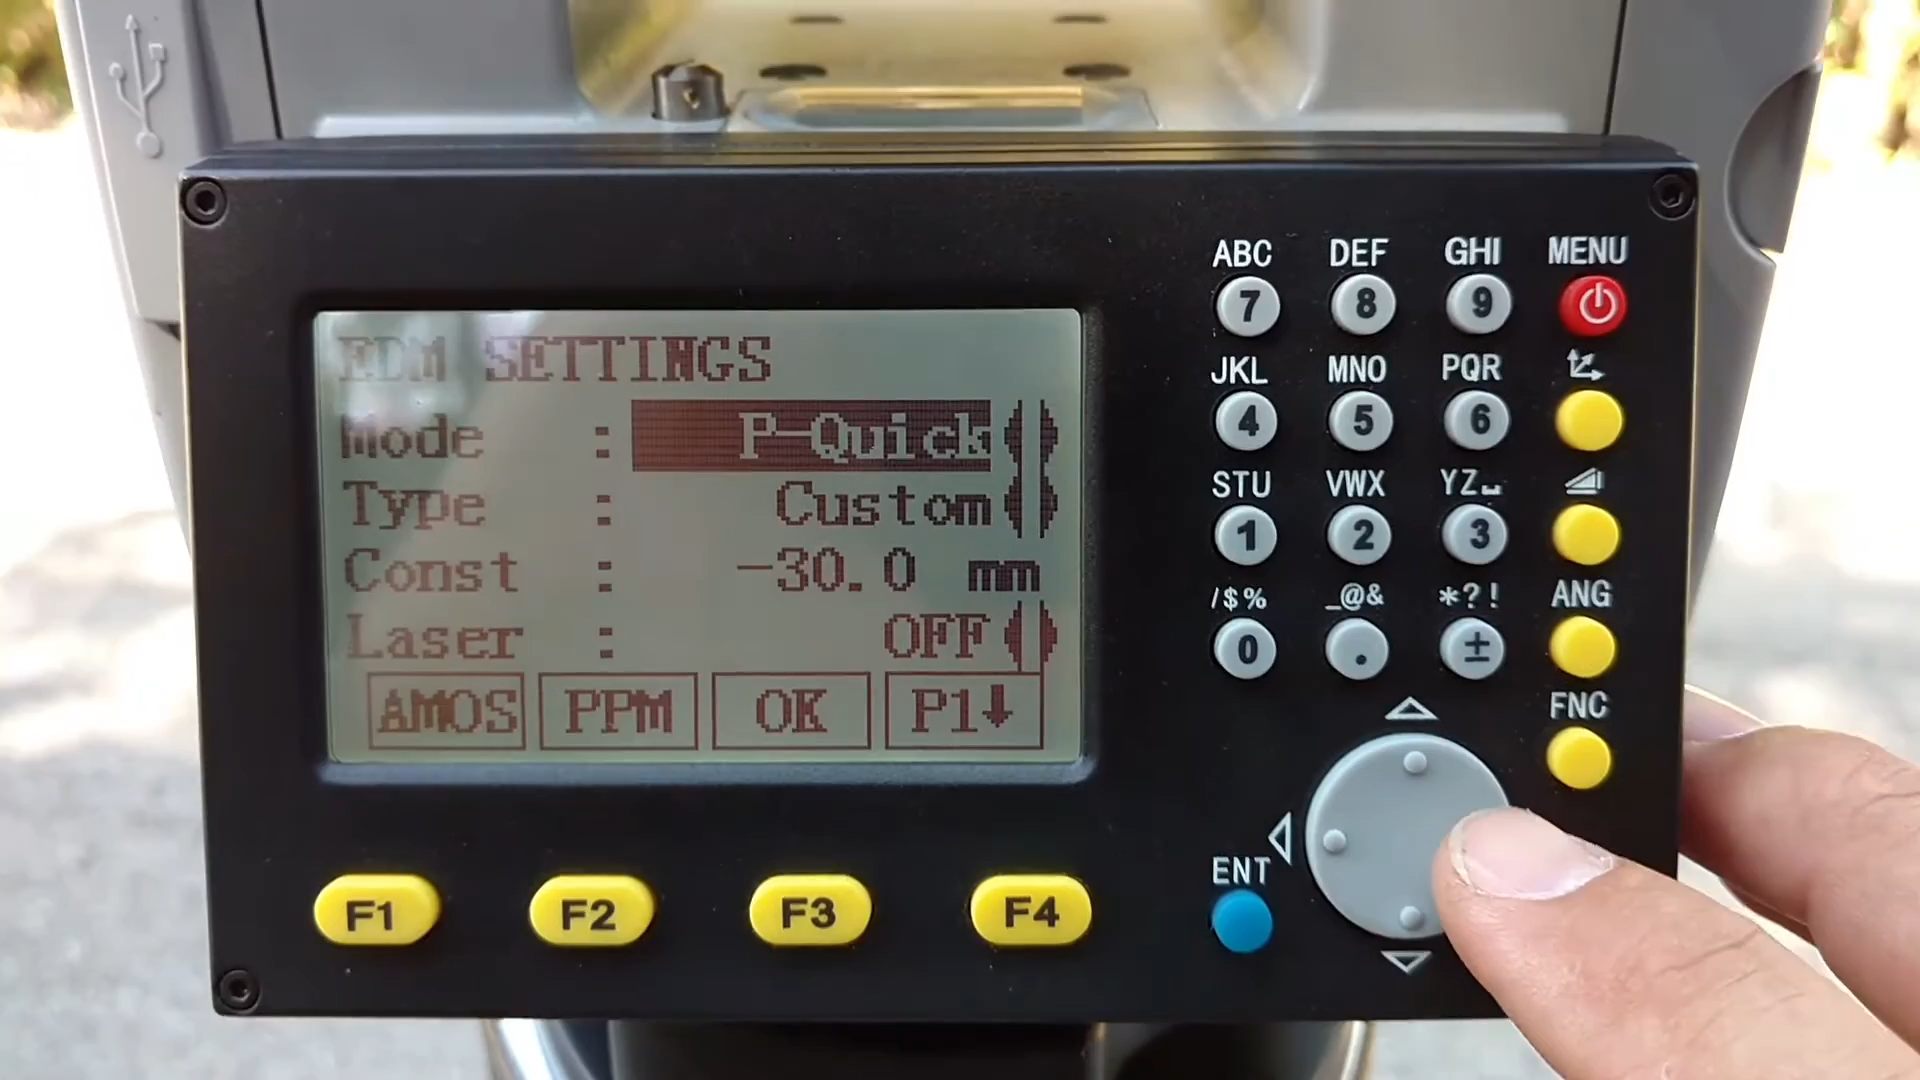 EDM SETTINGS
Mode : P-Quick
Type : Custom
Const : -30.0 mm
Laser : OFF
AMOS PPM OK P1↓
ABC DEF GHI MENU
7 8 9
JKL MNO PQR
4 5 6
STU VWX YZ␣
1 2 3
/$% _@& *?! ANG
0 . ±
FNC
ENT
F1 F2 F3 F4